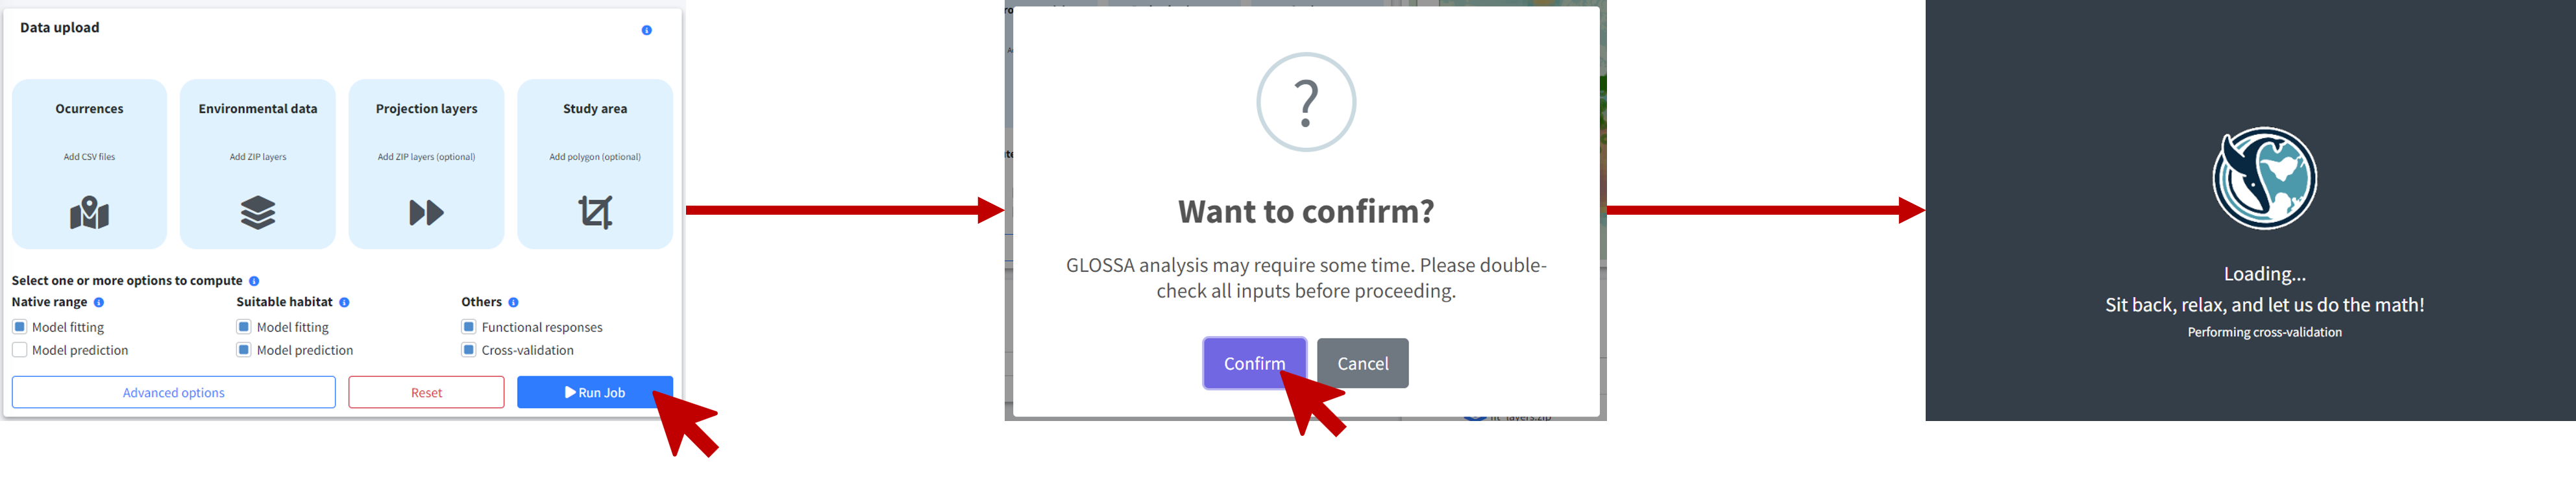 Data upload
Ocurrences
Environmental data
Projection layers
Study area
Add CSV files
Add ZIP layers
Add ZIP layers (optional)
Add polygon (optional)
Select one or more options to compute
Native range
Suitable habitat
Others
Model fitting
Model fitting
Functional responses
Model prediction
Model prediction
Cross-validation
Advanced options
Reset
Run Job
?
Want to confirm?
GLOSSA analysis may require some time. Please double-
check all inputs before proceeding.
Confirm
Cancel
Loading...
Sit back, relax, and let us do the math!
Performing cross-validation